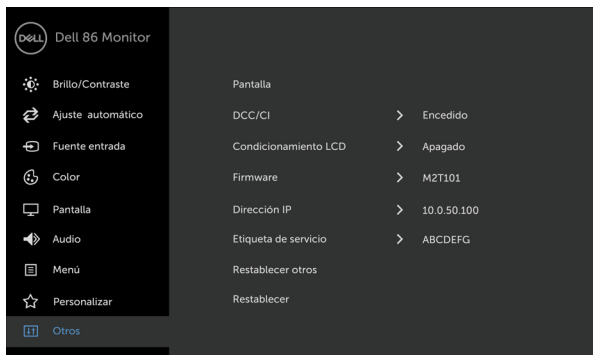 DELL Dell 86 Monitor
Brillo/Contraste
Ajuste automático
Fuente entrada
Color
Pantalla
Audio
Menú
Personalizar
Otros
Pantalla
DCC/CI > Encedido
Condicionamiento LCD > Apagado
Firmware > M2T101
Dirección IP > 10.0.50.100
Etiqueta de servicio > ABCDEFG
Restablecer otros
Restablecer